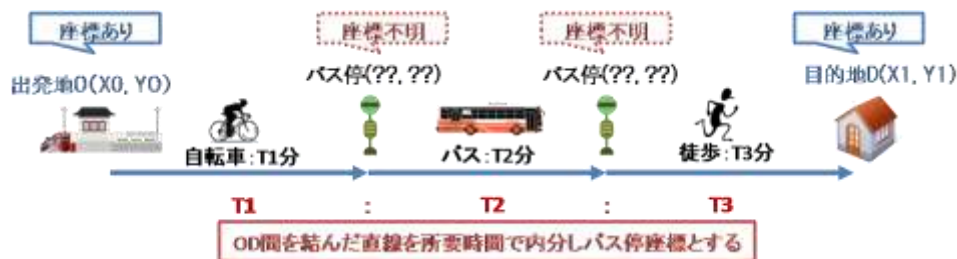 座標あり
座標不明
座標不明
座標あり
出発地O(X0, Y0)
バス停(??, ??)
バス停(??, ??)
目的地D(X1, Y1)
自転車:T1分
バス:T2分
徒歩:T3分
T1 : T2 : T3
OD間を結んだ直線を所要時間で内分しバス停座標とする